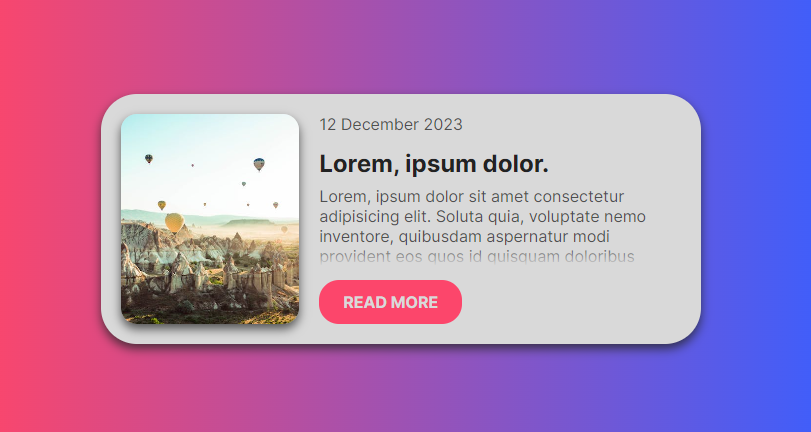 12 December 2023
Lorem, ipsum dolor.
Lorem, ipsum dolor sit amet consectetur
adipisicing elit. Soluta quia, voluptate nemo
inventore, quibusdam aspernatur modi
provident eos quos id quisquam doloribus
READ MORE